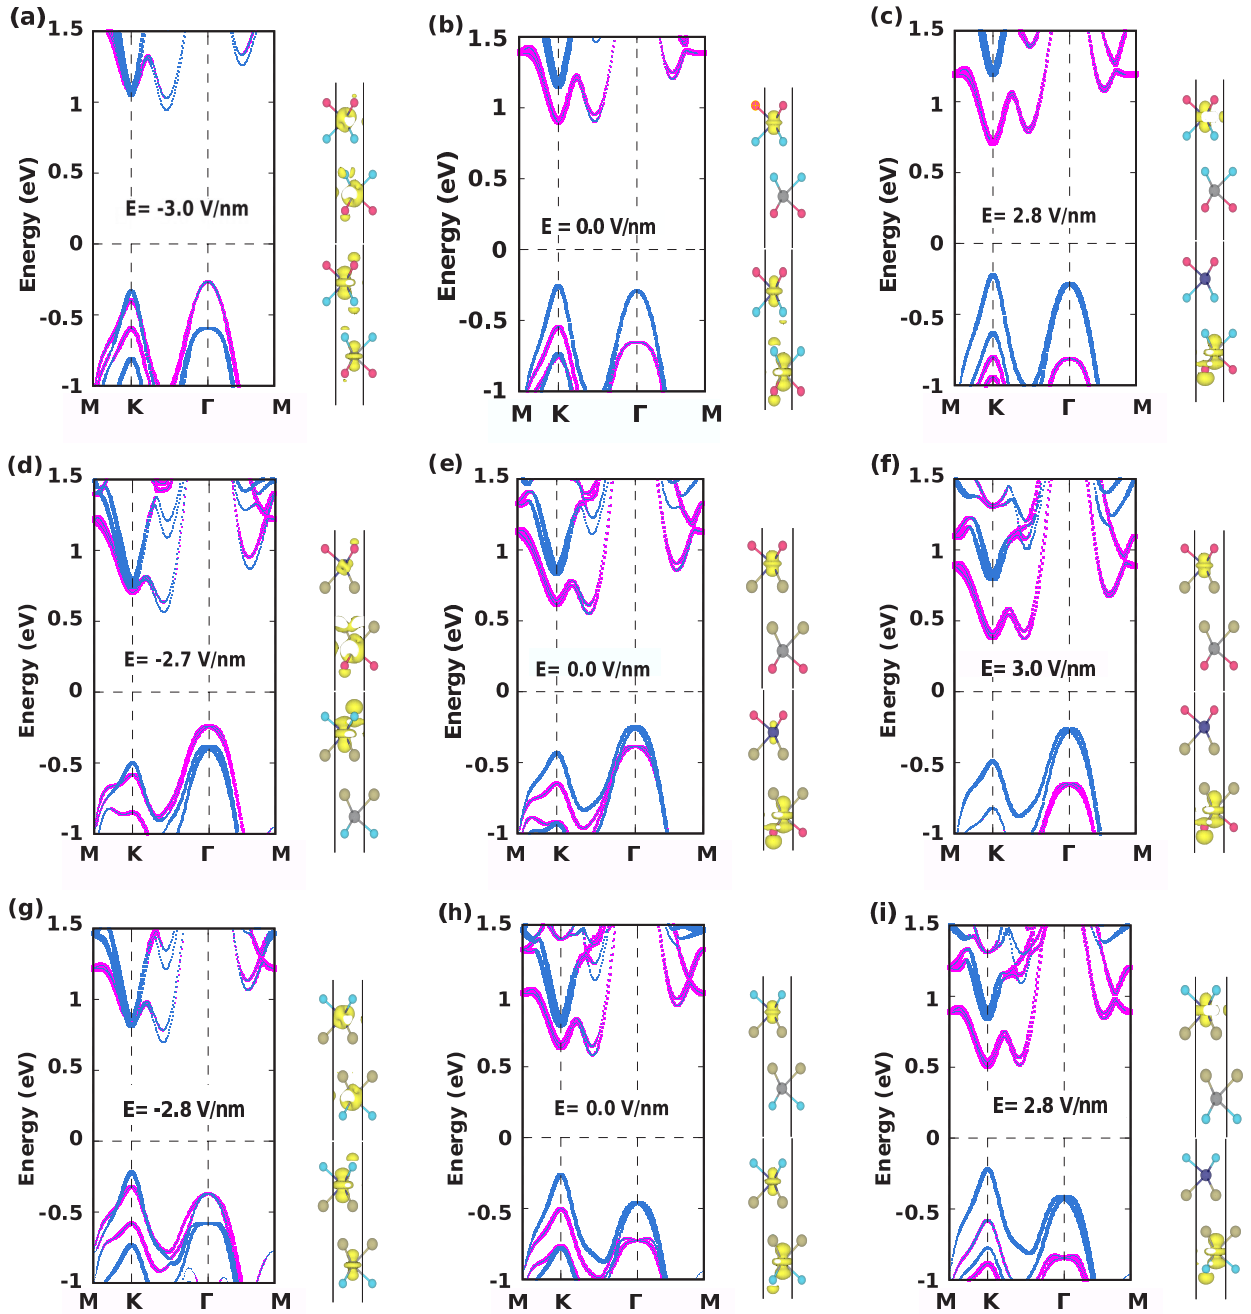 (a)
1.5
1
0.5
0
-0.5
-1
Energy (eV)
E= -3.0 V/nm
M K Γ M
(b)
1.5
1
0.5
0
-0.5
-1
Energy (eV)
E = 0.0 V/nm
M K Γ M
(c)
1.5
1
0.5
0
-0.5
-1
Energy (eV)
E= 2.8 V/nm
M K Γ M
(d)
1.5
1
0.5
0
-0.5
-1
Energy (eV)
E= -2.7 V/nm
M K Γ M
(e)
1.5
1
0.5
0
-0.5
-1
Energy (eV)
E= 0.0 V/nm
M K Γ M
(f)
1.5
1
0.5
0
-0.5
-1
Energy (eV)
E= 3.0 V/nm
M K Γ M
(g)
1.5
1
0.5
0
-0.5
-1
Energy (eV)
E= -2.8 V/nm
M K Γ M
(h)
1.5
1
0.5
0
-0.5
-1
Energy (eV)
E= 0.0 V/nm
M K Γ M
(i)
1.5
1
0.5
0
-0.5
-1
Energy (eV)
E= 2.8 V/nm
M K Γ M